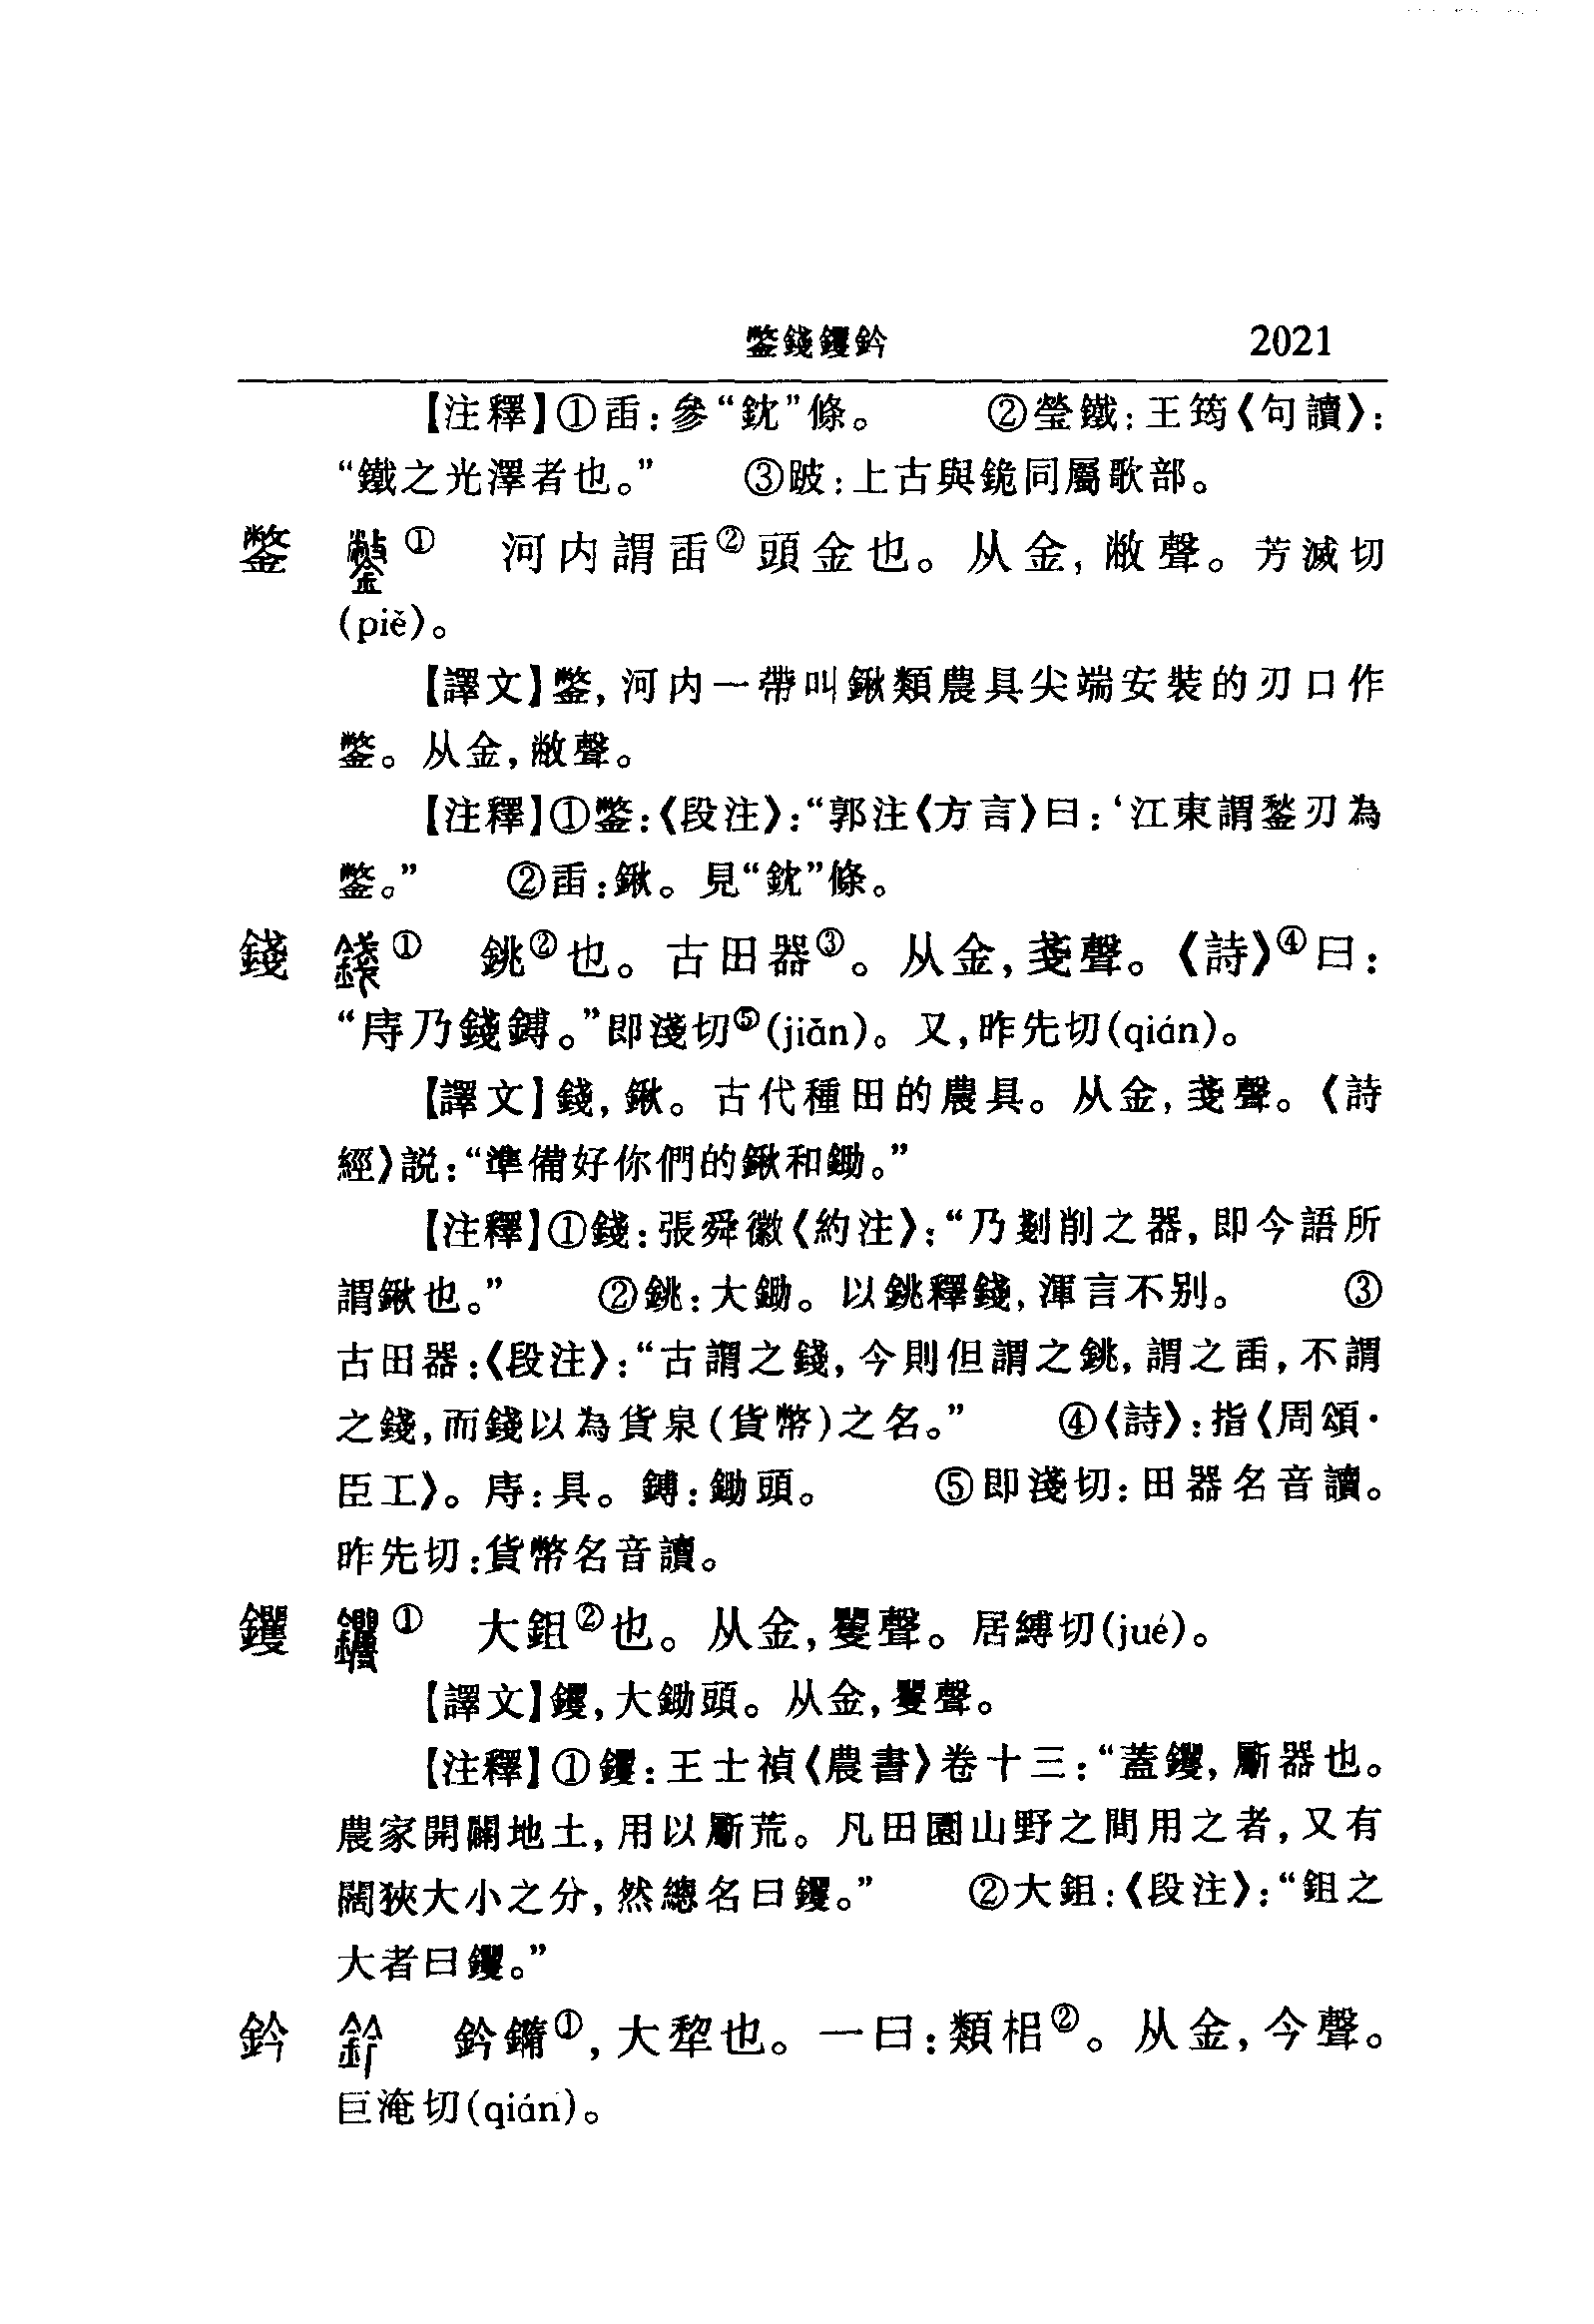 鐅錢钁鈐 2021
【注釋】①臿:參“鈂”條。 ②瑩鐵:王筠《句讀》:
“鐵之光澤者也。” ③跛:上古與鋔同屬歌部。
鐅 鐅① 河内謂臿②頭金也。从金,敝聲。芳滅切
(piě)。
【譯文】鐅,河内一帶叫鍬類農具尖端安裝的刃口作
鐅。从金,敝聲。
【注釋】①鐅:《段注》:“郭注《方言》曰:‘江東謂鍫刃為
鐅。” ②臿:鍬。見“鈂”條。
錢 錢① 銚②也。古田器③。从金,戔聲。《詩》④曰:
“庤乃錢鎛。”即淺切⑤(jiǎn)。又,昨先切(qián)。
【譯文】錢,鍬。古代種田的農具。从金,戔聲。《詩
經》説:“準備好你們的鍬和鋤。”
【注釋】①錢:張舜徽《約注》:“乃剗削之器,即今語所
謂鍬也。” ②銚:大鋤。以銚釋錢,渾言不别。 ③
古田器:《段注》:“古謂之錢,今則但謂之銚,謂之臿,不謂
之錢,而錢以為貨泉(貨幣)之名。” ④《詩》:指《周頌·
臣工》。庤:具。鎛:鋤頭。 ⑤即淺切:田器名音讀。
昨先切:貨幣名音讀。
钁 钁① 大鉏②也。从金,矍聲。居縛切(jué)。
【譯文】钁,大鋤頭。从金,矍聲。
【注釋】①钁:王士禎《農書》卷十三:“蓋钁,劚器也。
農家開闢地土,用以劚荒。凡田園山野之間用之者,又有
闊狹大小之分,然總名曰钁。” ②大鉏:《段注》:“鉏之
大者曰钁。”
鈐 鈐 鈐䥯①,大犂也。一曰:類梠②。从金,今聲。
巨淹切(qián)。